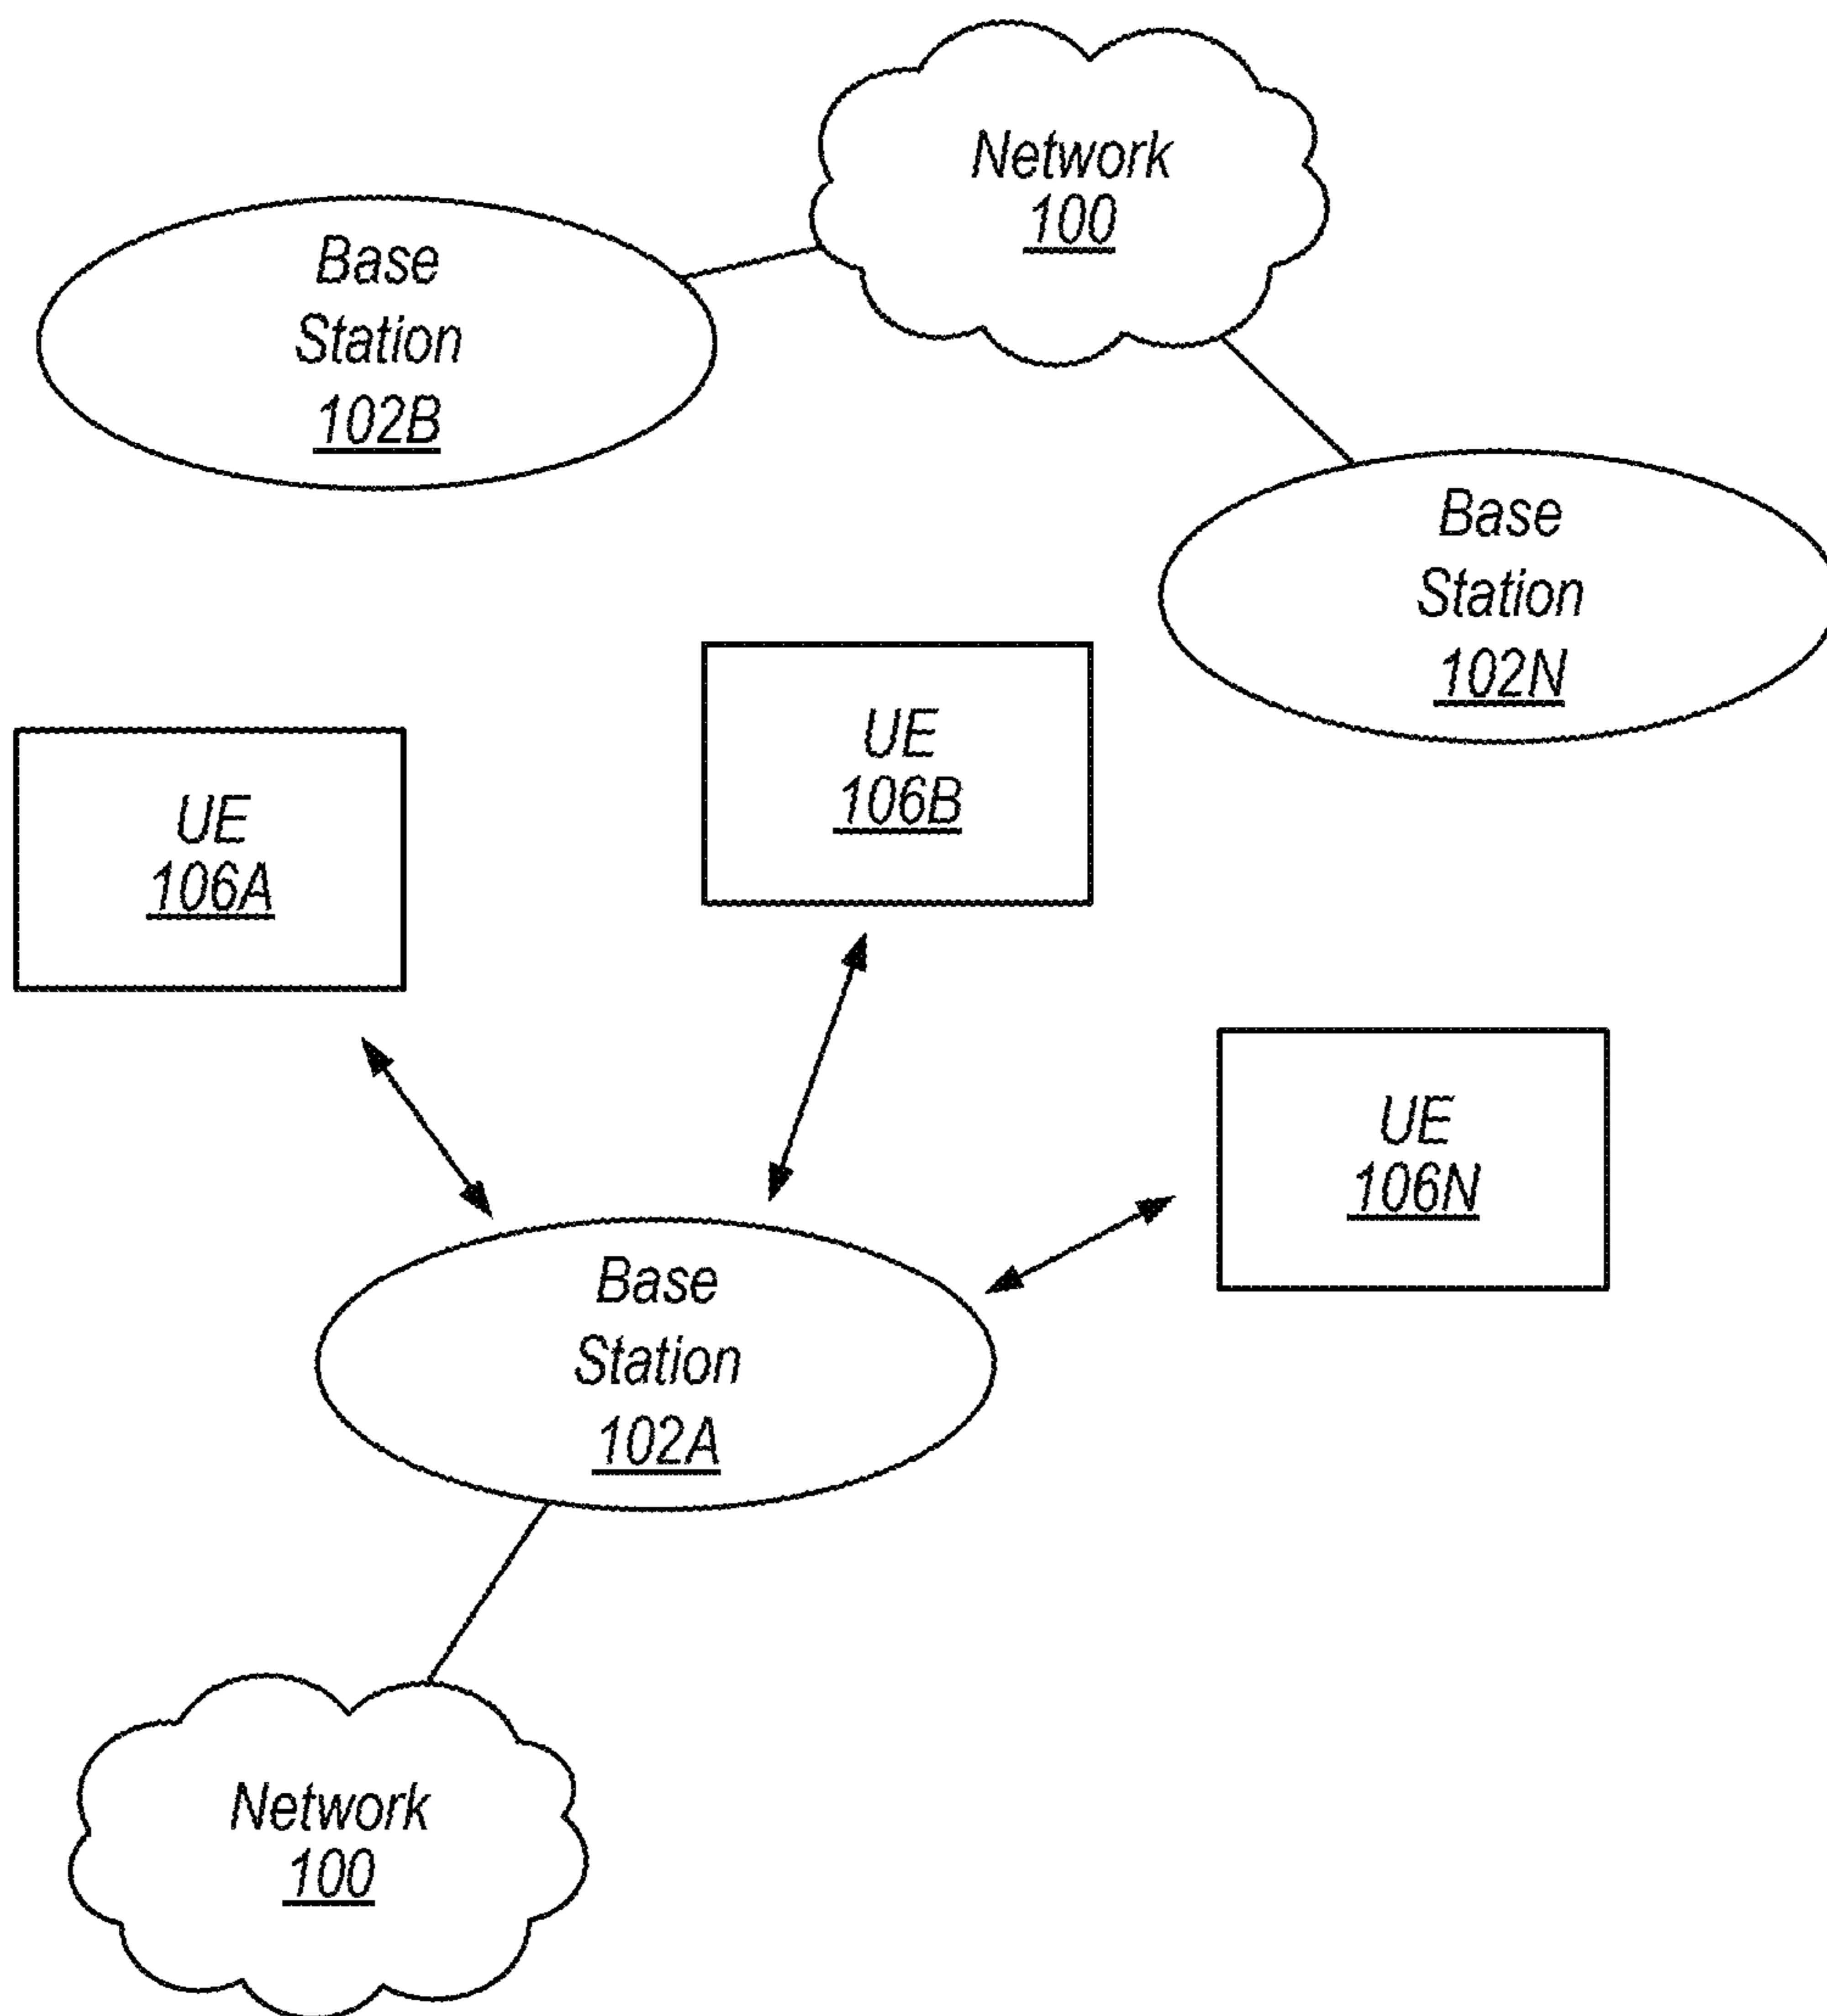 Network
100
Base
Station
102B
Base
Station
102N
UE
106B
UE
106A
UE
106N
Base
Station
102A
Network
100